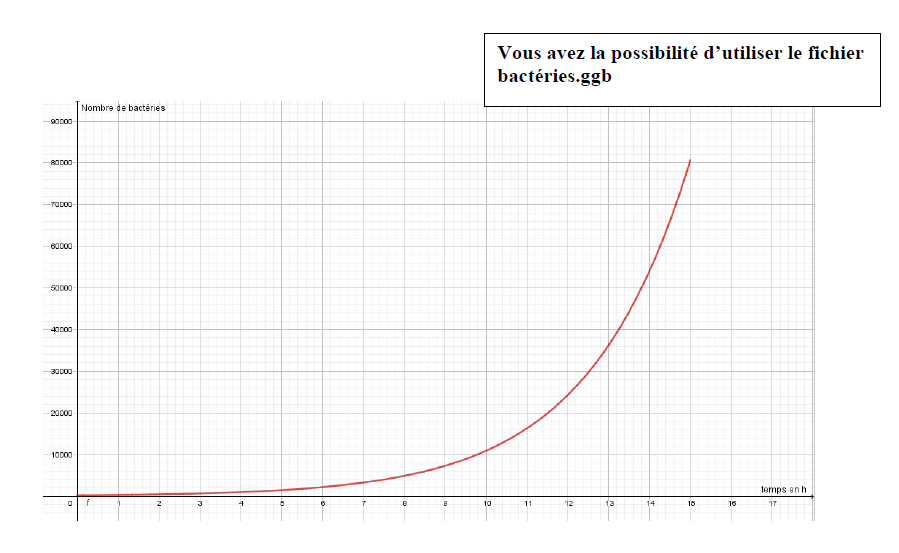 Vous avez la possibilité d'utiliser le fichier
bactéries.ggb
Nombre de bactéries
90000
80000
70000
60000
50000
40000
30000
20000
10000
temps en h
0 f 1 2 3 4 5 6 7 8 9 10 11 12 13 14 15 16 17